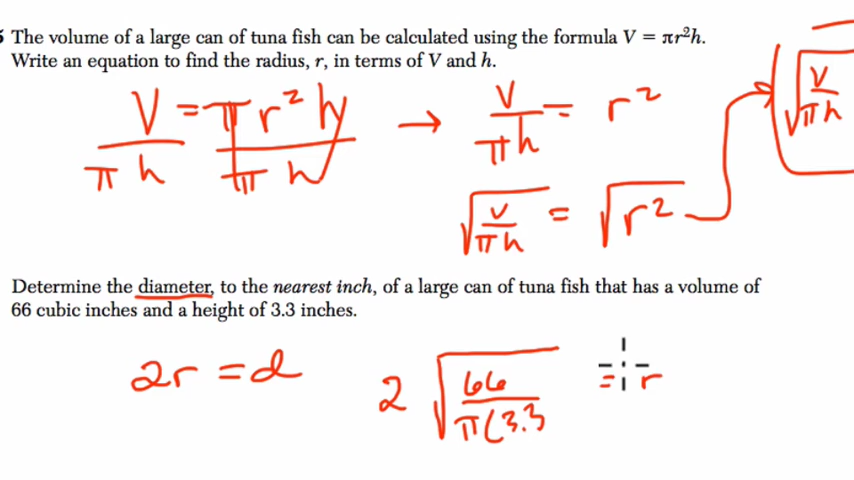 The volume of a large can of tuna fish can be calculated using the formula V = πr²h.
Write an equation to find the radius, r, in terms of V and h.
V/πh = πr²h/πh → V/πh = r²
√(V/πh) = √r²
√(V/πh)
Determine the diameter, to the nearest inch, of a large can of tuna fish that has a volume of
66 cubic inches and a height of 3.3 inches.
2r = d 2√(66/π(3.3 = r